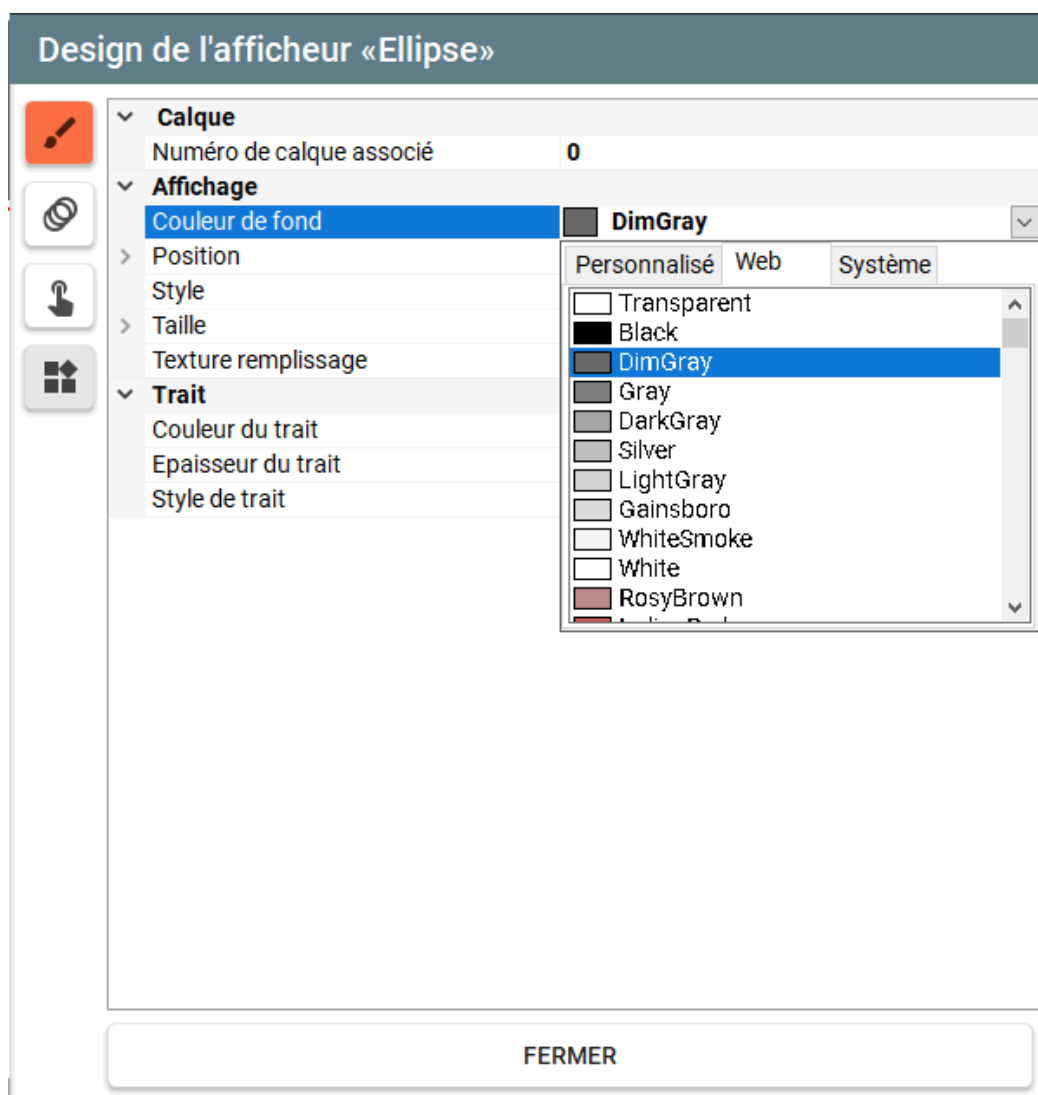 Design de l'afficheur «Ellipse»
Calque
Numéro de calque associé 0
Affichage
Couleur de fond DimGray
Position
Style
Taille
Texture remplissage
Trait
Couleur du trait
Epaisseur du trait
Style de trait
Personnalisé Web Système
Transparent
Black
DimGray
Gray
DarkGray
Silver
LightGray
Gainsboro
WhiteSmoke
White
RosyBrown
FERMER